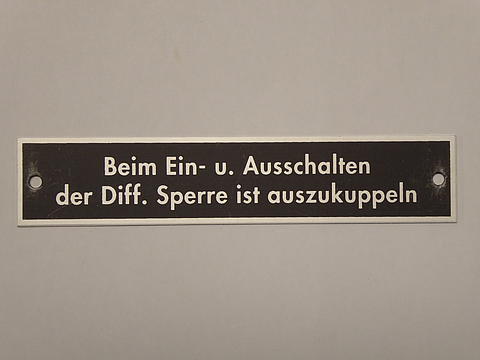 Beim Ein- u. Ausschalten
der Diff. Sperre ist auszukuppeln